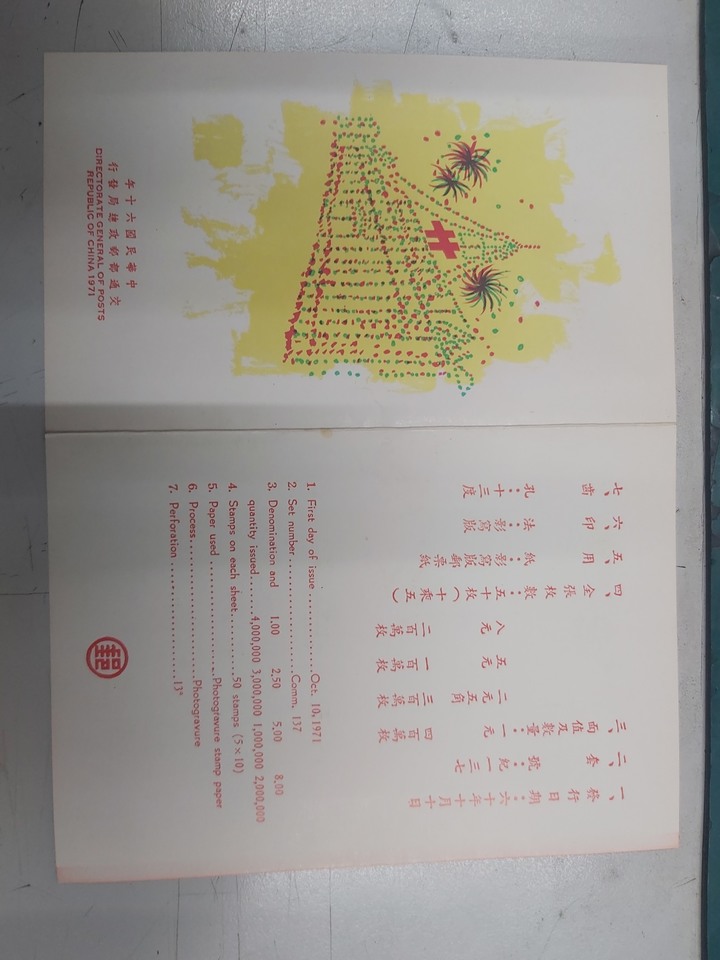 中華民國六十年
交通部郵政總局發行
DIRECTORATE GENERAL OF POSTS
REPUBLIC OF CHINA 1971
一、發行日期：六十年十月十日
二、套號：紀一三七
三、面值及數量：一元 四百萬枚
二元五角 三百萬枚
五元 一百萬枚
八元 二百萬枚
四、全張枚數：五十枚(十乘五)
五、用紙：影寫版郵票紙
六、印法：影寫版
七、齒孔：十三度
1. First day of issue ...............Oct. 10, 1971
2. Set number .....................Comm. 137
3. Denomination and 1.00 2.50 5.00 8.00
quantity issued........4,000,000 3,000,000 1,000,000 2,000,000
4. Stamps on each sheet..........50 stamps (5×10)
5. Paper used .....................Photogravure stamp paper
6. Process...........................Photogravure
7. Perforation .....................13°
郵